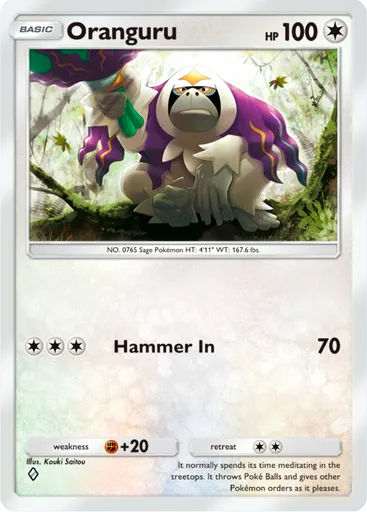 BASIC Oranguru HP 100
NO. 0765 Sage Pokémon HT: 4'11" WT: 167.6 lbs.
Hammer In 70
weakness +20 retreat
Illus. Kouki Saitou
It normally spends its time meditating in the
treetops. It throws Poké Balls and gives other
Pokémon orders as it pleases.